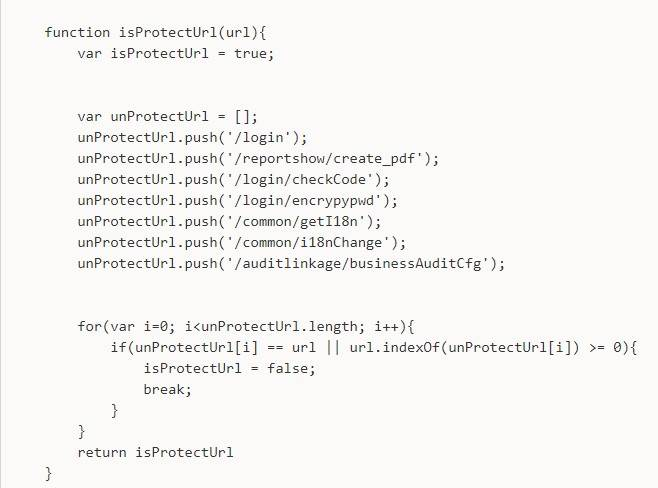 function isProtectUrl(url){
var isProtectUrl = true;
var unProtectUrl = [];
unProtectUrl.push('/login');
unProtectUrl.push('/reportshow/create_pdf');
unProtectUrl.push('/login/checkCode');
unProtectUrl.push('/login/encrypypwd');
unProtectUrl.push('/common/getI18n');
unProtectUrl.push('/common/i18nChange');
unProtectUrl.push('/auditlinkage/businessAuditCfg');
for(var i=0; i<unProtectUrl.length; i++){
if(unProtectUrl[i] == url || url.indexOf(unProtectUrl[i]) >= 0){
isProtectUrl = false;
break;
}
}
return isProtectUrl
}